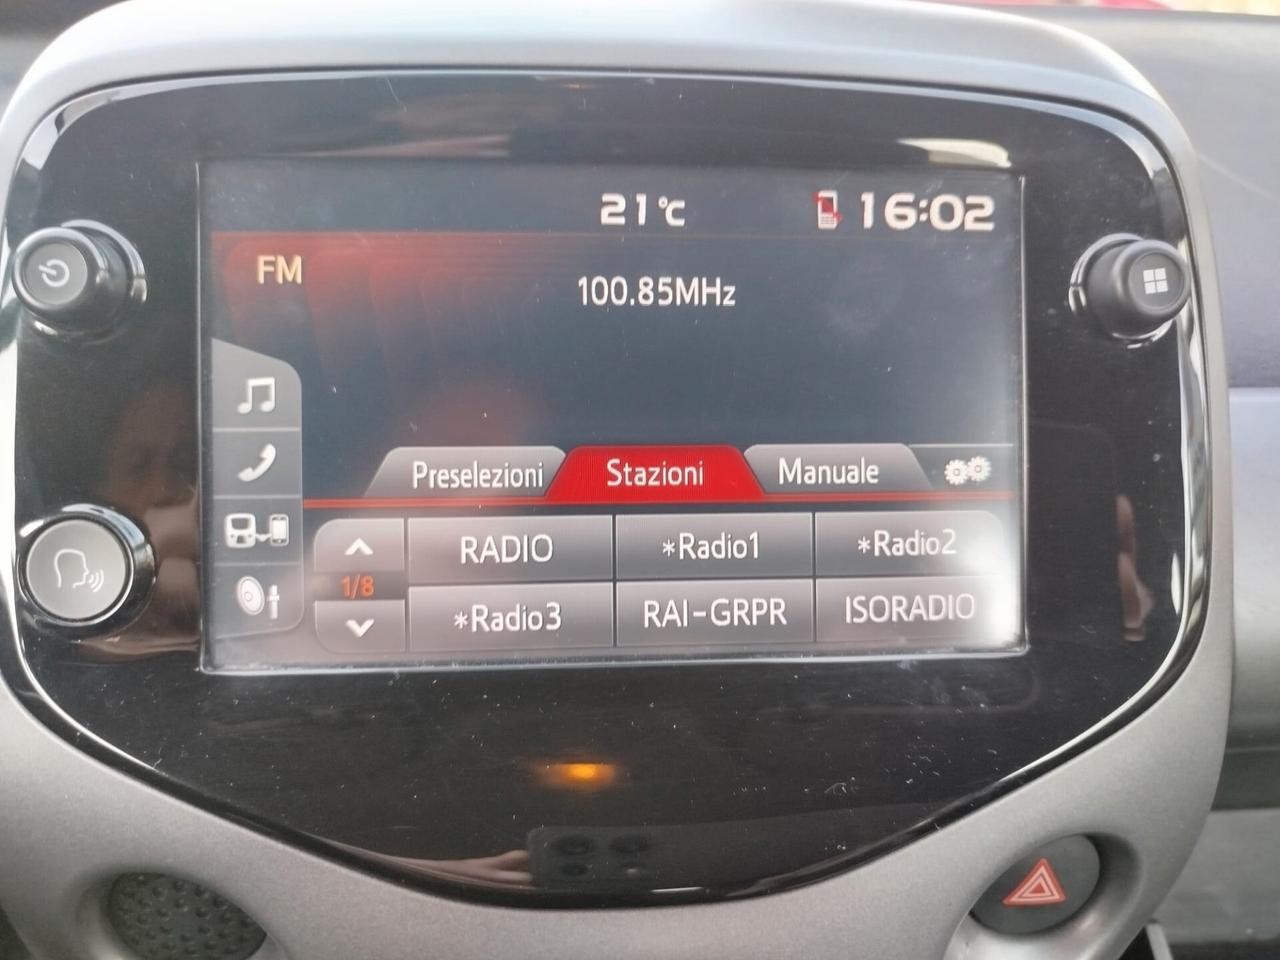 21°C 16:02
FM
100.85MHz
Preselezioni Stazioni Manuale
RADIO *Radio1 *Radio2
1/8
*Radio3 RAI-GRPR ISORADIO